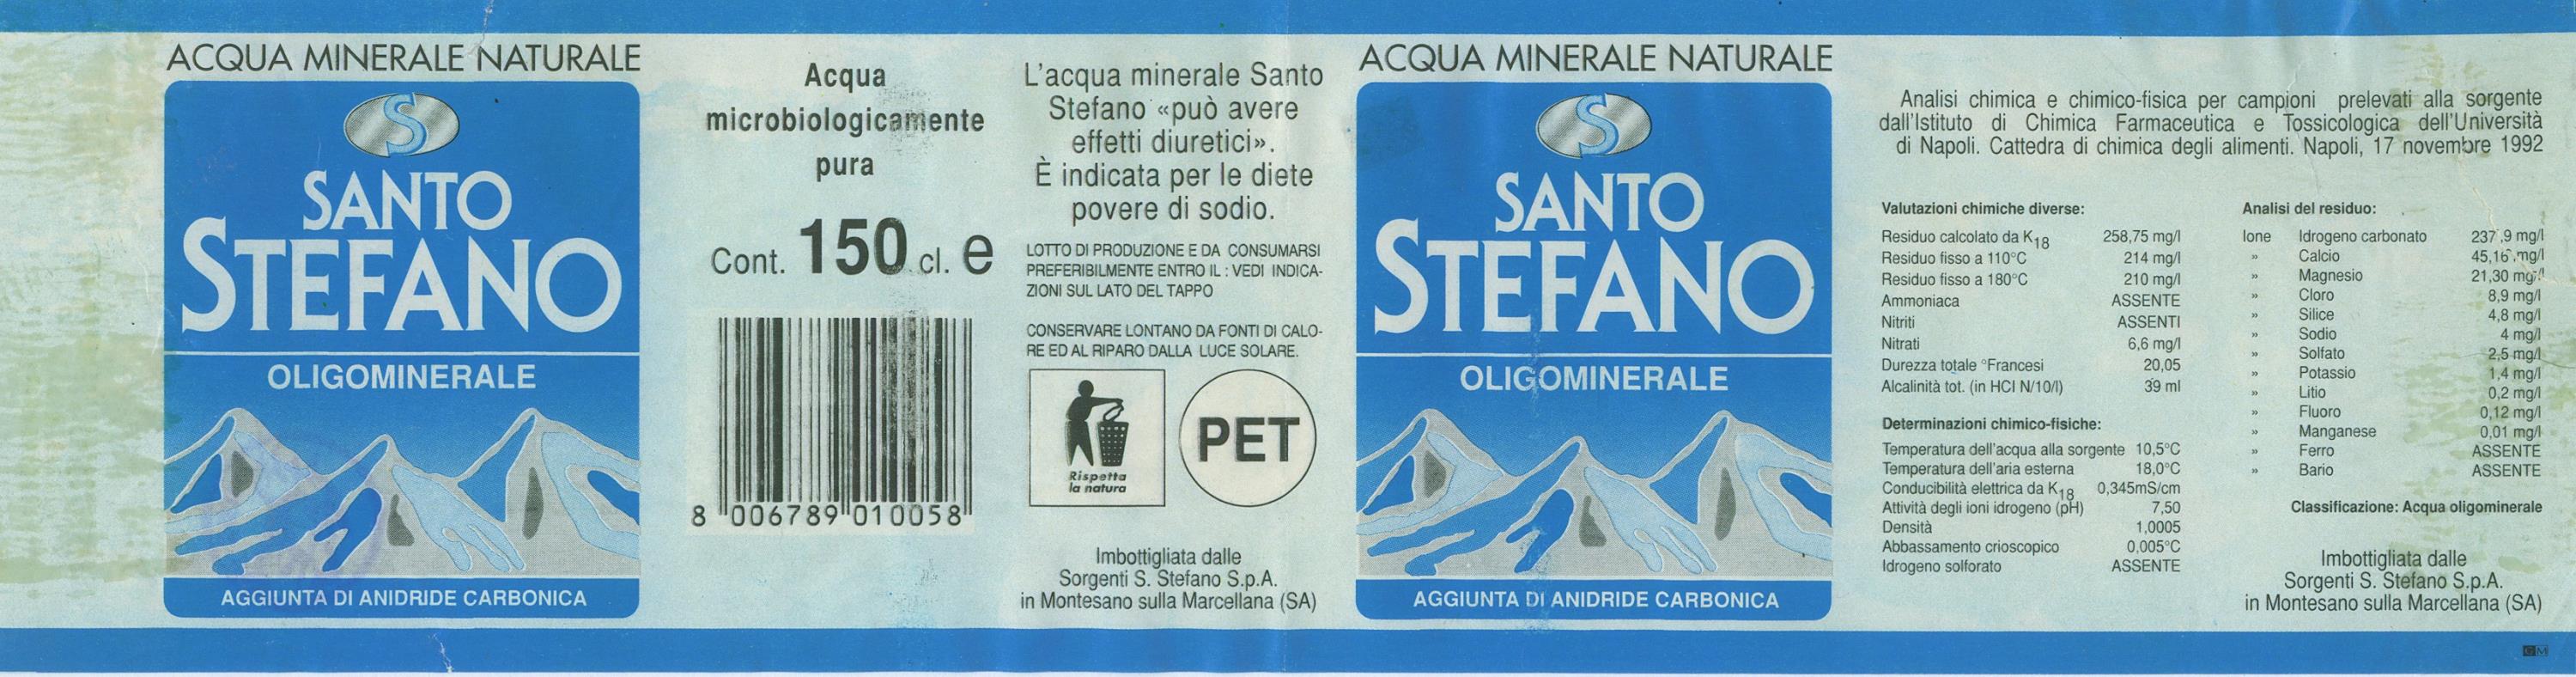 ACQUA MINERALE NATURALE
S
SANTO
STEFANO
OLIGOMINERALE
AGGIUNTA DI ANIDRIDE CARBONICA
Acqua
microbiologicamente
pura
Cont. 150 cl. e
8 006789 010058
L'acqua minerale Santo
Stefano «può avere
effetti diuretici».
È indicata per le diete
povere di sodio.
LOTTO DI PRODUZIONE E DA CONSUMARSI
PREFERIBILMENTE ENTRO IL : VEDI INDICA-
ZIONI SUL LATO DEL TAPPO
CONSERVARE LONTANO DA FONTI DI CALO-
RE ED AL RIPARO DALLA LUCE SOLARE.
Rispetta
la natura
PET
Imbottigliata dalle
Sorgenti S. Stefano S.p.A.
in Montesano sulla Marcellana (SA)
ACQUA MINERALE NATURALE
S
SANTO
STEFANO
OLIGOMINERALE
AGGIUNTA DI ANIDRIDE CARBONICA
Analisi chimica e chimico-fisica per campioni prelevati alla sorgente
dall'Istituto di Chimica Farmaceutica e Tossicologica dell'Università
di Napoli. Cattedra di chimica degli alimenti. Napoli, 17 novembre 1992
Valutazioni chimiche diverse:
Residuo calcolato da K18 258,75 mg/l
Residuo fisso a 110°C 214 mg/l
Residuo fisso a 180°C 210 mg/l
Ammoniaca ASSENTE
Nitriti ASSENTI
Nitrati 6,6 mg/l
Durezza totale °Francesi 20,05
Alcalinità tot. (in HCI N/10/l) 39 ml
Determinazioni chimico-fisiche:
Temperatura dell'acqua alla sorgente 10,5°C
Temperatura dell'aria esterna 18,0°C
Conducibilità elettrica da K18 0,345mS/cm
Attività degli ioni idrogeno (pH) 7,50
Densità 1,0005
Abbassamento crioscopico 0,005°C
Idrogeno solforato ASSENTE
Analisi del residuo:
Ione Idrogeno carbonato 237,9 mg/l
» Calcio 45,16 mg/l
» Magnesio 21,30 mg/l
» Cloro 8,9 mg/l
» Silice 4,8 mg/l
» Sodio 4 mg/l
» Solfato 2,5 mg/l
» Potassio 1,4 mg/l
» Litio 0,2 mg/l
» Fluoro 0,12 mg/l
» Manganese 0,01 mg/l
» Ferro ASSENTE
» Bario ASSENTE
Classificazione: Acqua oligominerale
Imbottigliata dalle
Sorgenti S. Stefano S.p.A.
in Montesano sulla Marcellana (SA)
GM